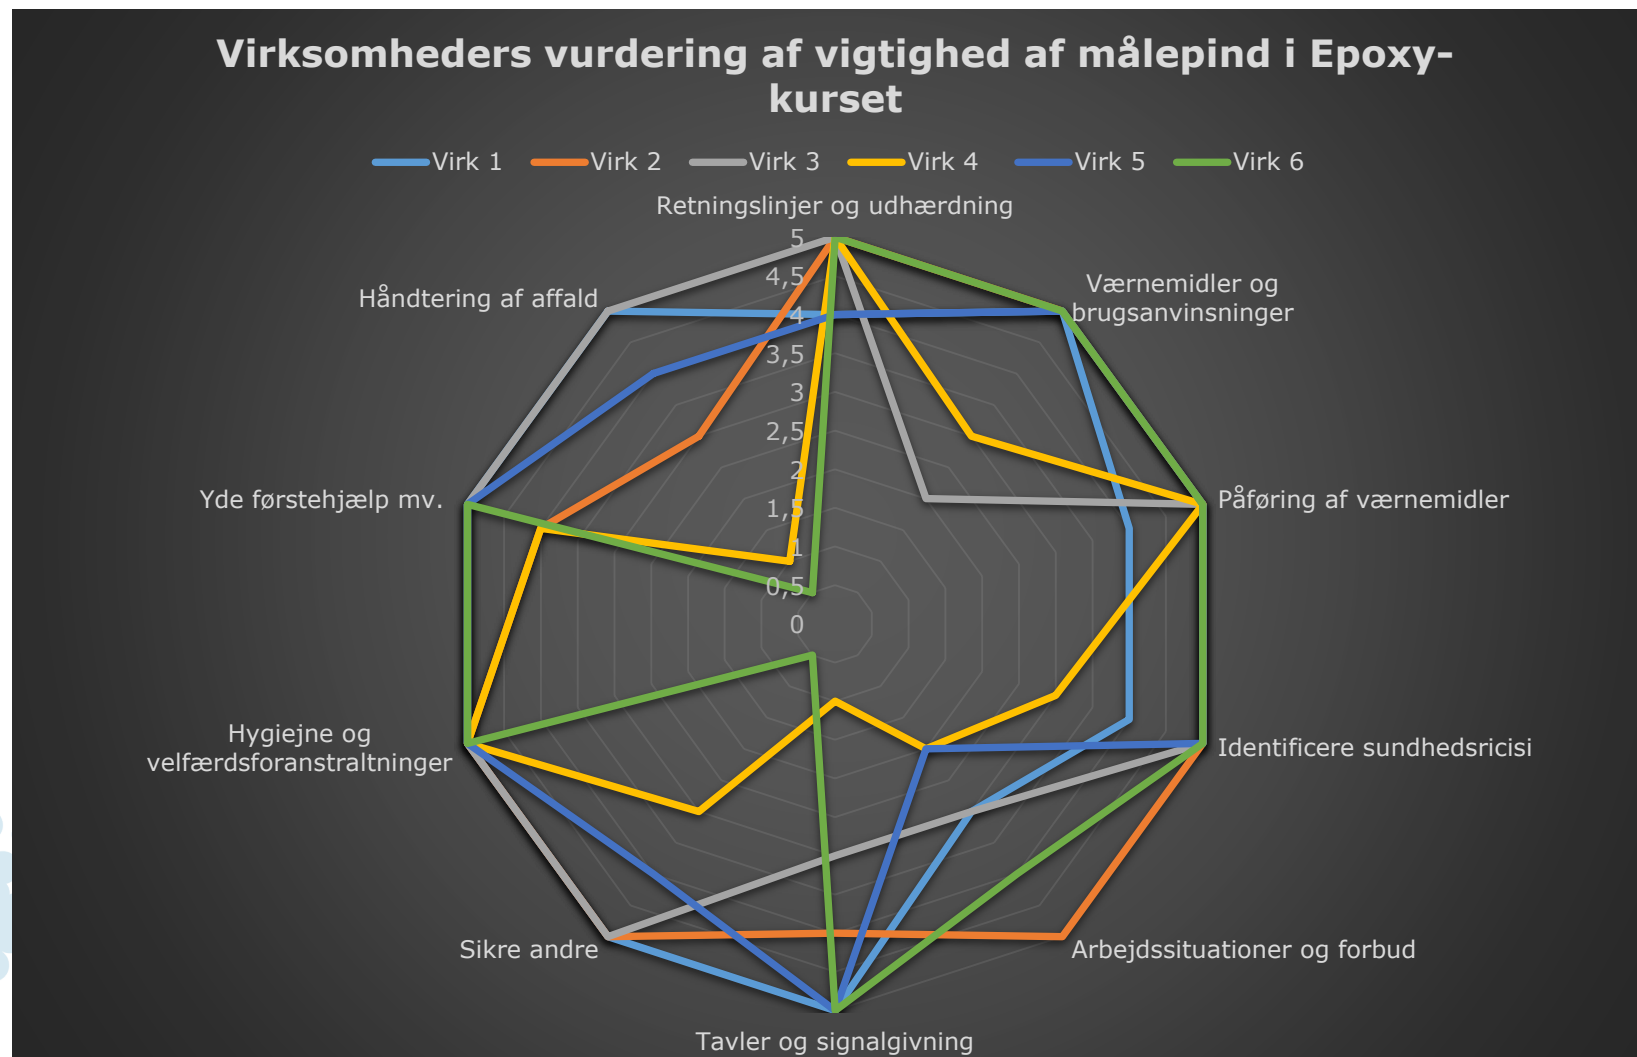 Virksomheders vurdering af vigtighed af målepind i Epoxy-
kurset
Virk 1
Virk 2
Virk 3
Virk 4
Virk 5
Virk 6
Retningslinjer og udhærdning
Værnemidler og
brugsanvinsninger
Påføring af værnemidler
Identificere sundhedsricisi
Arbejdssituationer og forbud
Tavler og signalgivning
Sikre andre
Hygiejne og
velfærdsforanstraltninger
Yde førstehjælp mv.
Håndtering af affald
5
4,5
4
3,5
3
2,5
2
1,5
1
0,5
0